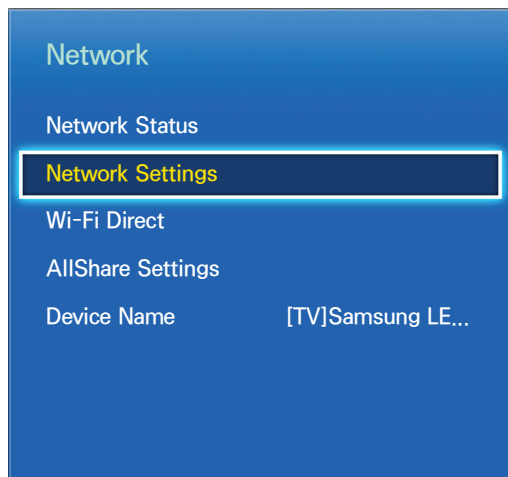 Network
Network Status
Network Settings
Wi-Fi Direct
AllShare Settings
Device Name [TV]Samsung LE...